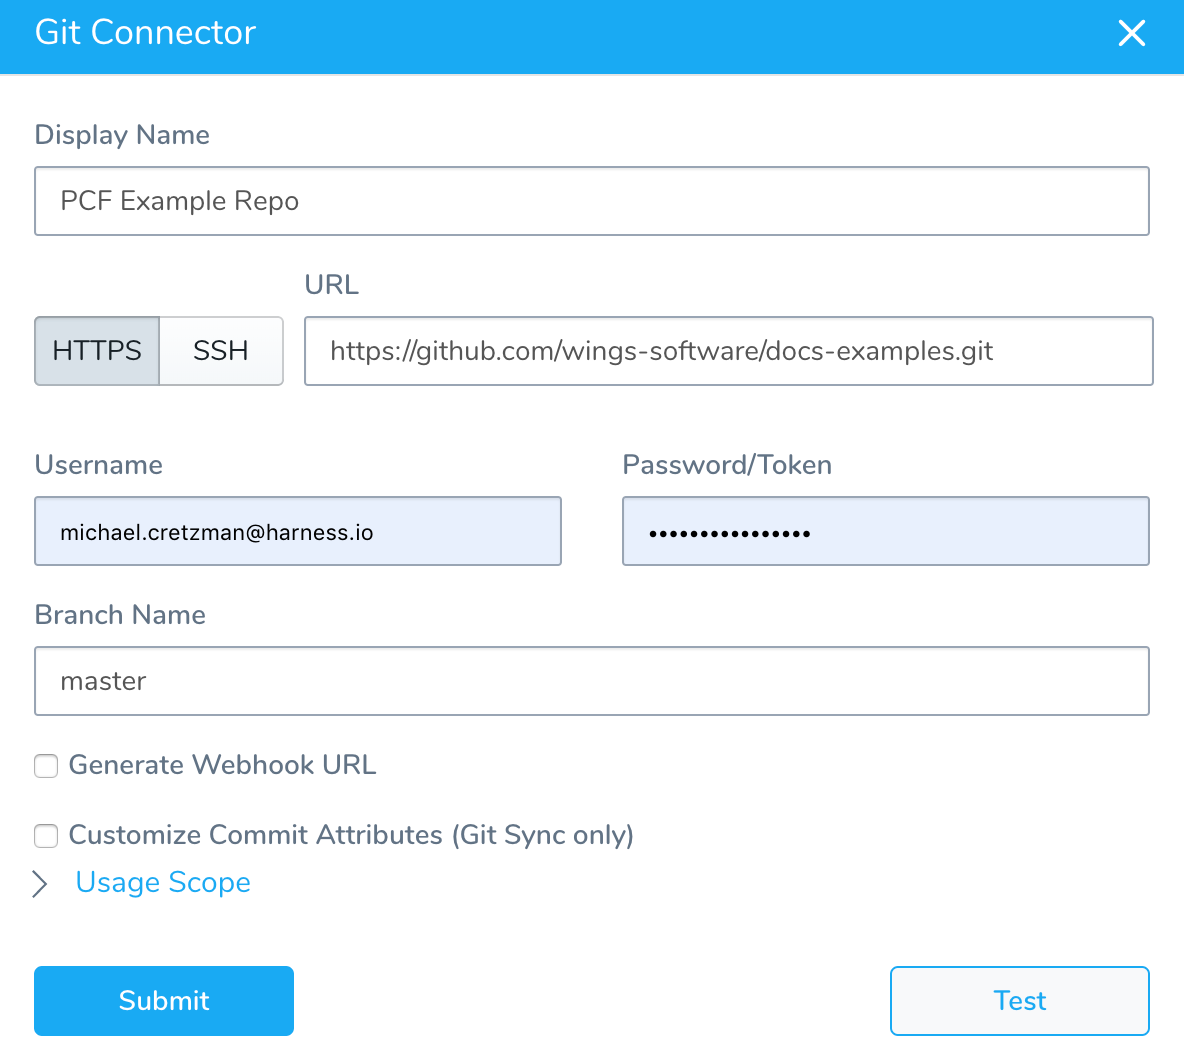 Git Connector
Display Name
PCF Example Repo
URL
HTTPS SSH https://github.com/wings-software/docs-examples.git
Username Password/Token
michael.cretzman@harness.io ••••••••••••••••
Branch Name
master
Generate Webhook URL
Customize Commit Attributes (Git Sync only)
Usage Scope
Submit Test